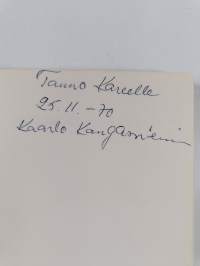 Tauno Kareelle
25.11.-70
Kaarlo Kangasniemi